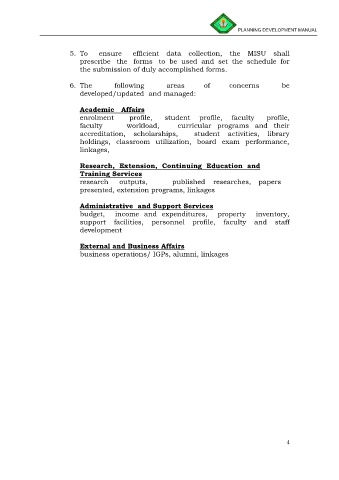 PLANNING DEVELOPMENT MANUAL
5. To ensure efficient data collection, the MISU shall
prescribe the forms to be used and set the schedule for
the submission of duly accomplished forms.
6. The following areas of concerns be
developed/updated and managed:
Academic Affairs
enrolment profile, student profile, faculty profile,
faculty workload, curricular programs and their
accreditation, scholarships, student activities, library
holdings, classroom utilization, board exam performance,
linkages,
Research, Extension, Continuing Education and
Training Services
research outputs, published researches, papers
presented, extension programs, linkages
Administrative and Support Services
budget, income and expenditures, property inventory,
support facilities, personnel profile, faculty and staff
development
External and Business Affairs
business operations/ IGPs, alumni, linkages
4